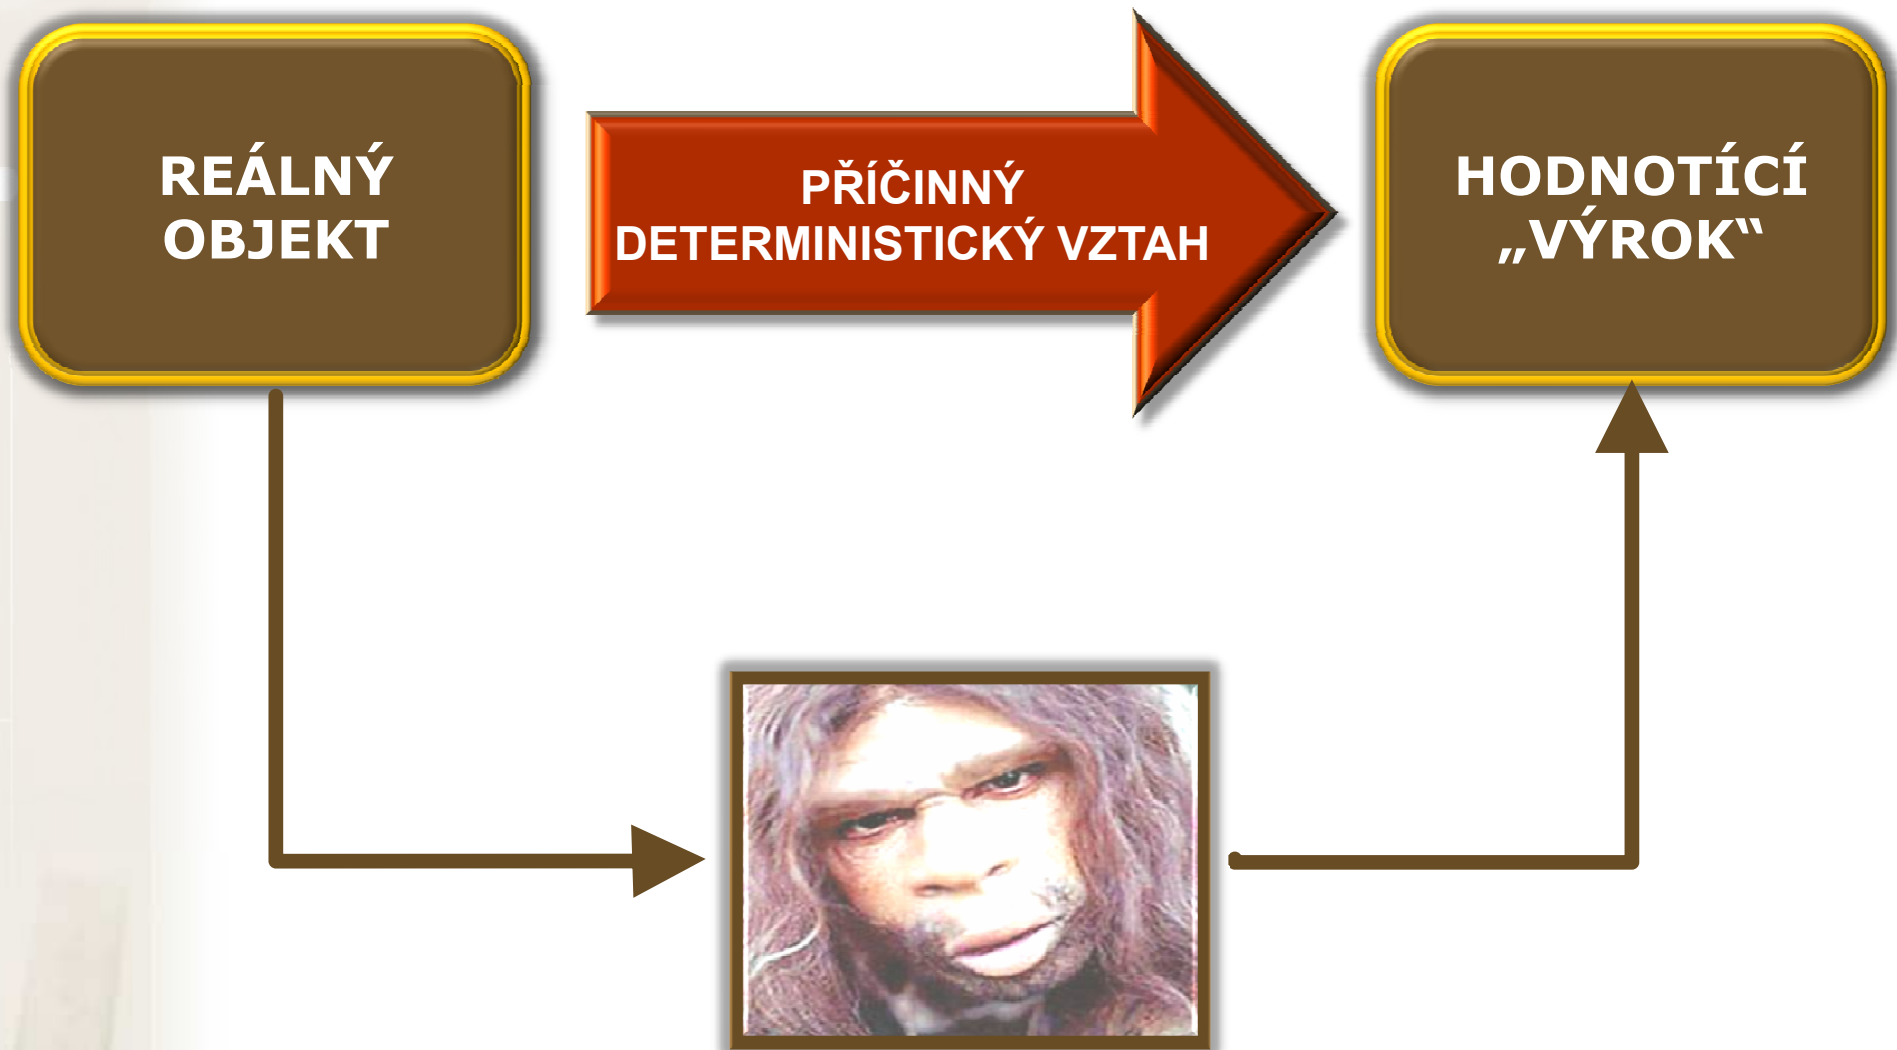 REÁLNÝ
OBJEKT
PŘÍČINNÝ
DETERMINISTICKÝ VZTAH
HODNOTÍCÍ
„VÝROK“